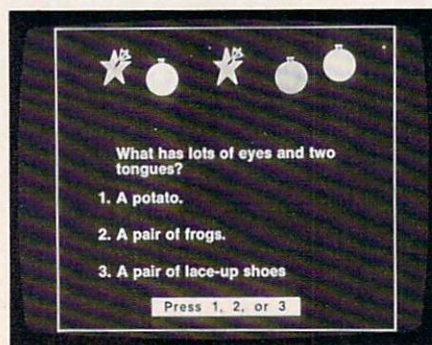 What has lots of eyes and two
tongues?
1. A potato.
2. A pair of frogs.
3. A pair of lace-up shoes
Press 1, 2, or 3